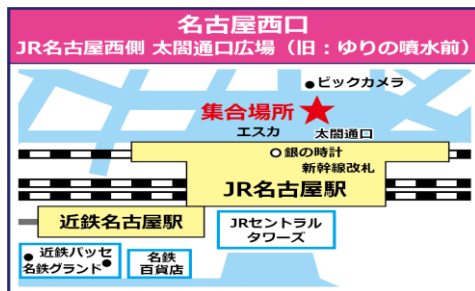 名古屋西口
JR名古屋西側 太閤通口広場（旧：ゆりの噴水前）
ビックカメラ
集合場所
エスカ
太閤通口
銀の時計
新幹線改札
JR名古屋駅
近鉄名古屋駅
JRセントラル
タワーズ
近鉄パッセ
名鉄グランド
名鉄
百貨店